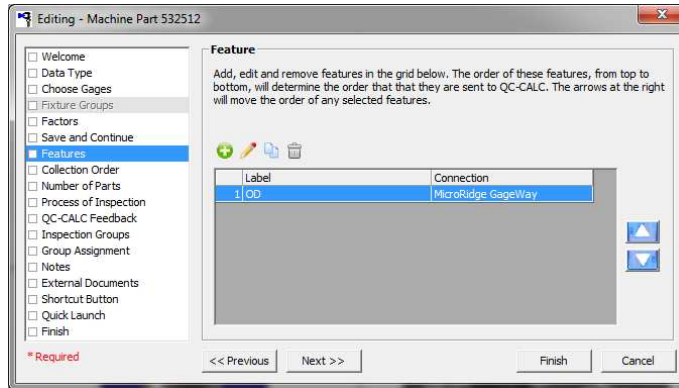 Editing - Machine Part 532512
Welcome
Data Type
Choose Gages
Fixture Groups
Factors
Save and Continue
Features
Collection Order
Number of Parts
Process of Inspection
QC-CALC Feedback
Inspection Groups
Group Assignment
Notes
External Documents
Shortcut Button
Quick Launch
Finish
* Required
Feature
Add, edit and remove features in the grid below. The order of these features, from top to
bottom, will determine the order that that they are sent to QC-CALC. The arrows at the right
will move the order of any selected features.
Label Connection
1 OD MicroRidge GageWay
<< Previous Next >> Finish Cancel